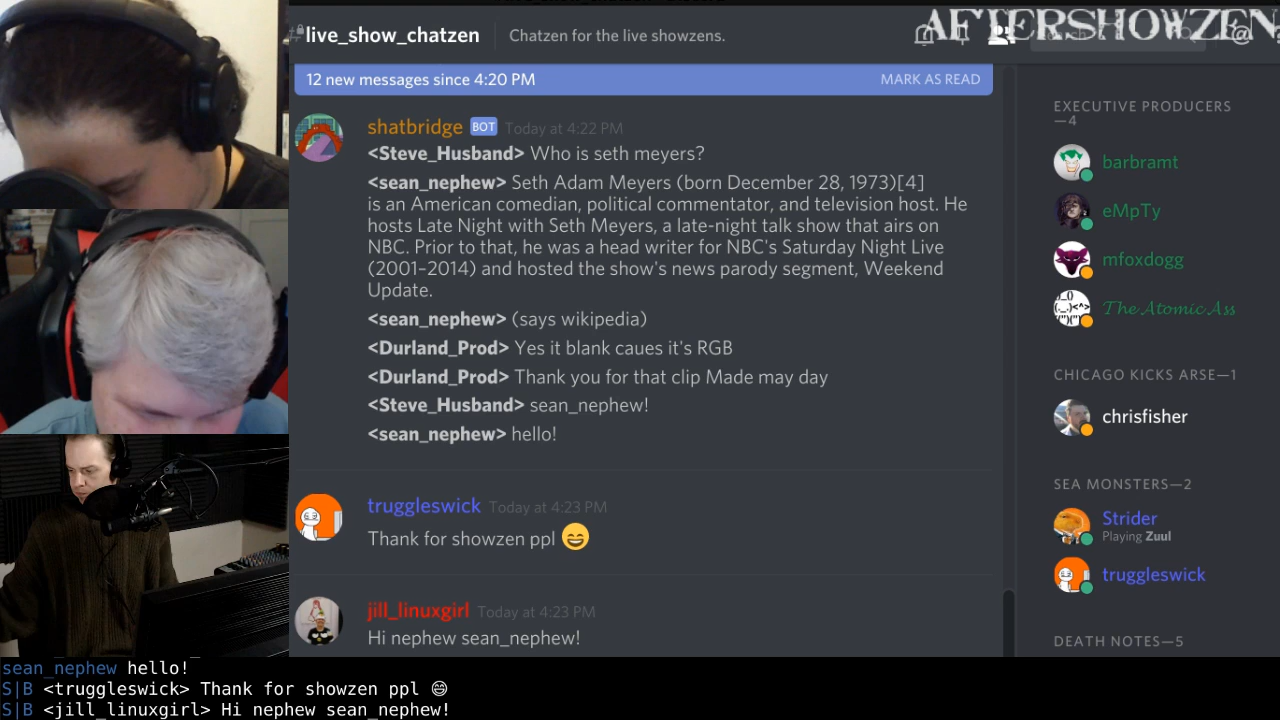 AFTERSHOWZEN
live_show_chatzen
Chatzen for the live showzens.
12 new messages since 4:20 PM
MARK AS READ
shatbridge BOT Today at 4:22 PM
<Steve_Husband> Who is seth meyers?
<sean_nephew> Seth Adam Meyers (born December 28, 1973)[4]
is an American comedian, political commentator, and television host. He
hosts Late Night with Seth Meyers, a late-night talk show that airs on
NBC. Prior to that, he was a head writer for NBC's Saturday Night Live
(2001–2014) and hosted the show's news parody segment, Weekend
Update.
<sean_nephew> (says wikipedia)
<Durland_Prod> Yes it blank caues it's RGB
<Durland_Prod> Thank you for that clip Made may day
<Steve_Husband> sean_nephew!
<sean_nephew> hello!
truggleswick Today at 4:23 PM
Thank for showzen ppl 😄
jill_linuxgirl Today at 4:23 PM
Hi nephew sean_nephew!
EXECUTIVE PRODUCERS
—4
barbramt
eMpTy
mfoxdogg
𝒯𝒽𝑒 𝒜𝓉𝑜𝓂𝒾𝒸 𝒜𝓈𝓈
CHICAGO KICKS ARSE—1
chrisfisher
SEA MONSTERS—2
Strider
Playing Zuul
truggleswick
DEATH NOTES—5
sean_nephew hello!
S|B <truggleswick> Thank for showzen ppl 😄
S|B <jill_linuxgirl> Hi nephew sean_nephew!